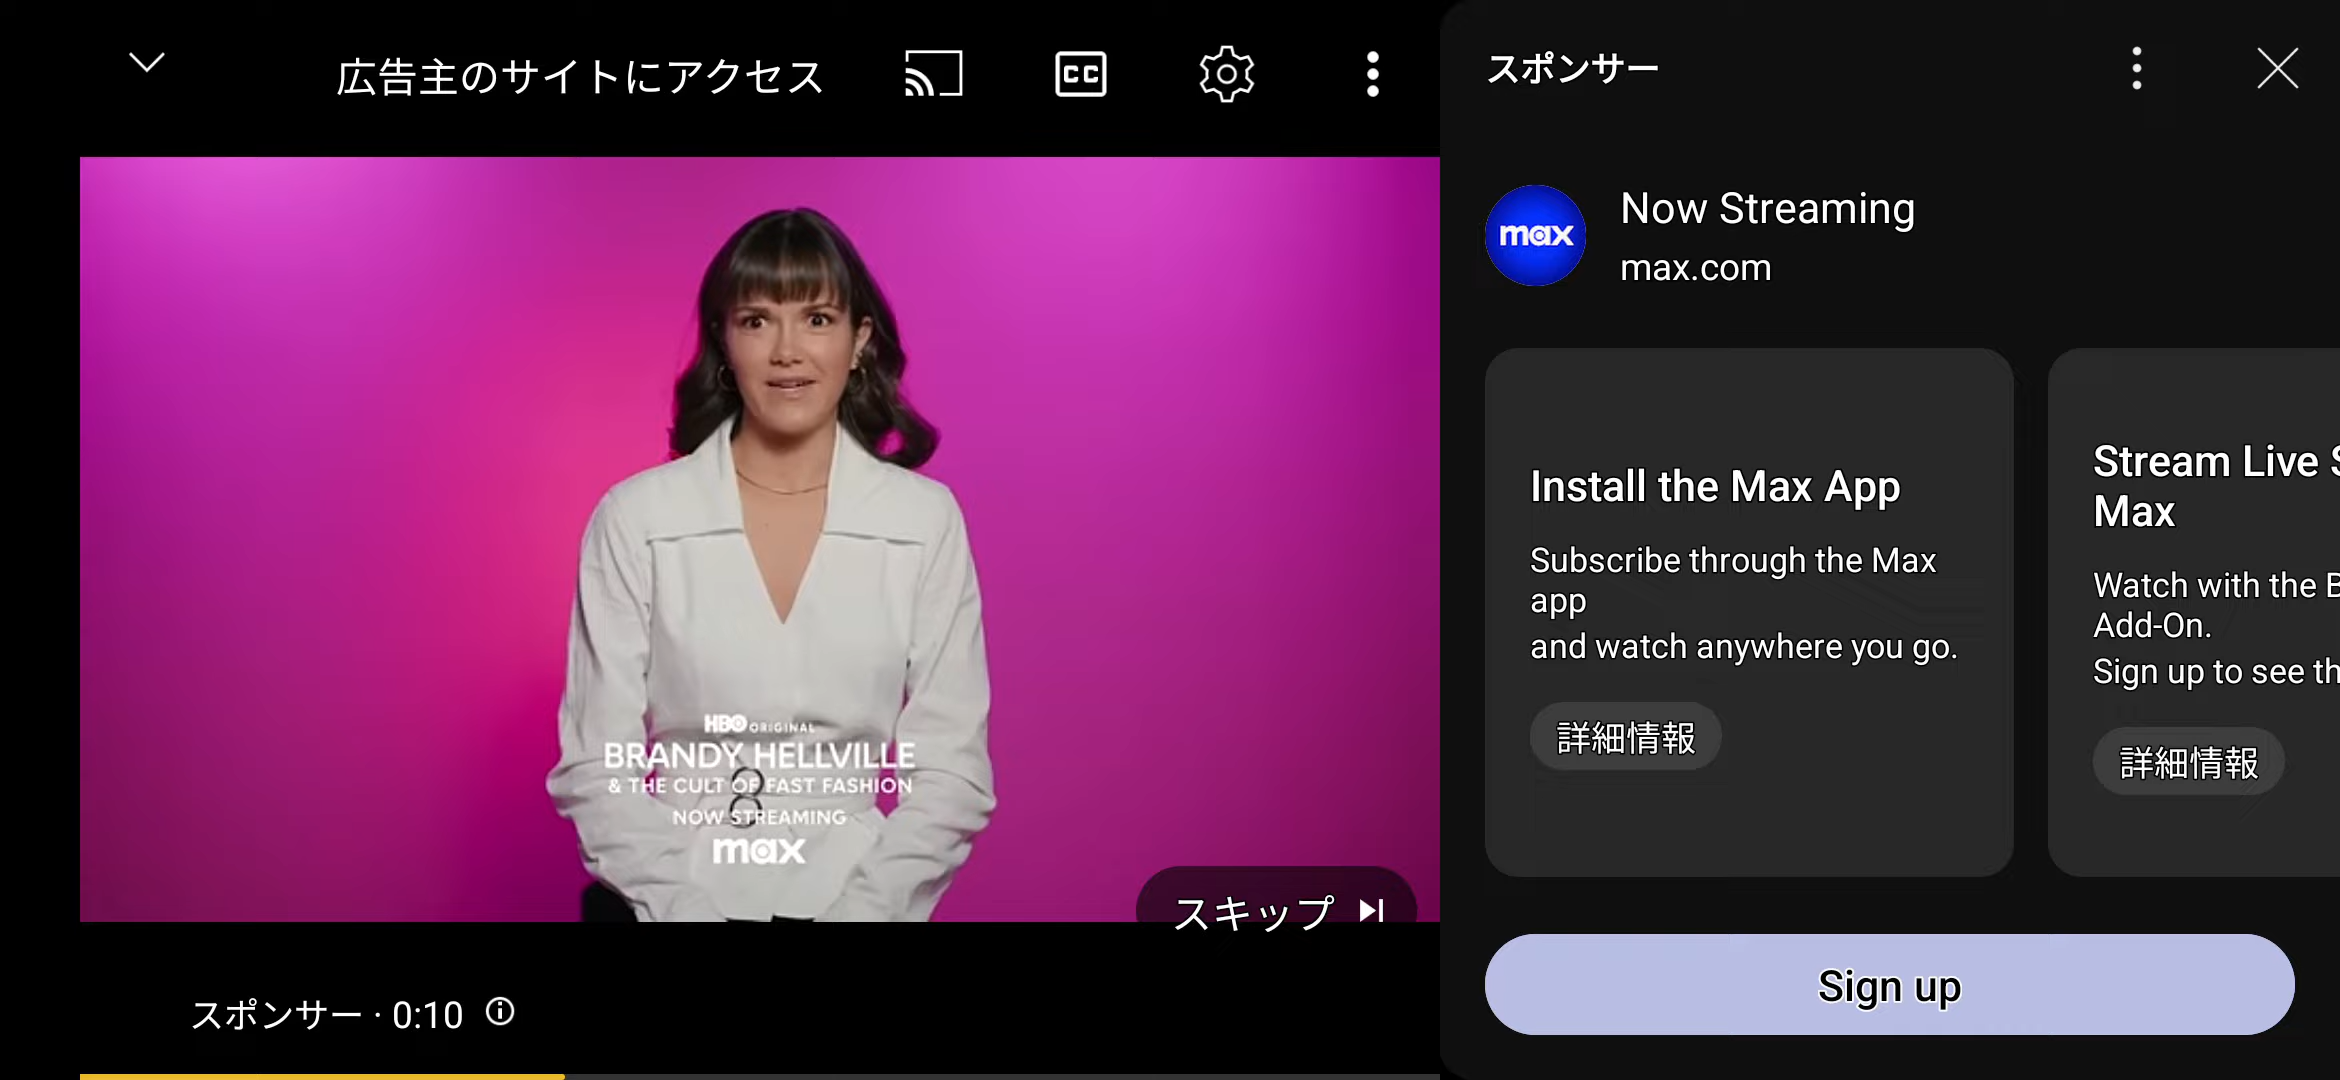 広告主のサイトにアクセス
CC
HBO ORIGINAL
BRANDY HELLVILLE
& THE CULT OF FAST FASHION
NOW STREAMING
max
スキップ
スポンサー · 0:10
スポンサー
max
Now Streaming
max.com
Install the Max App
Subscribe through the Max
app
and watch anywhere you go.
詳細情報
Stream Live S
Max
Watch with the B
Add-On.
Sign up to see th
詳細情報
Sign up